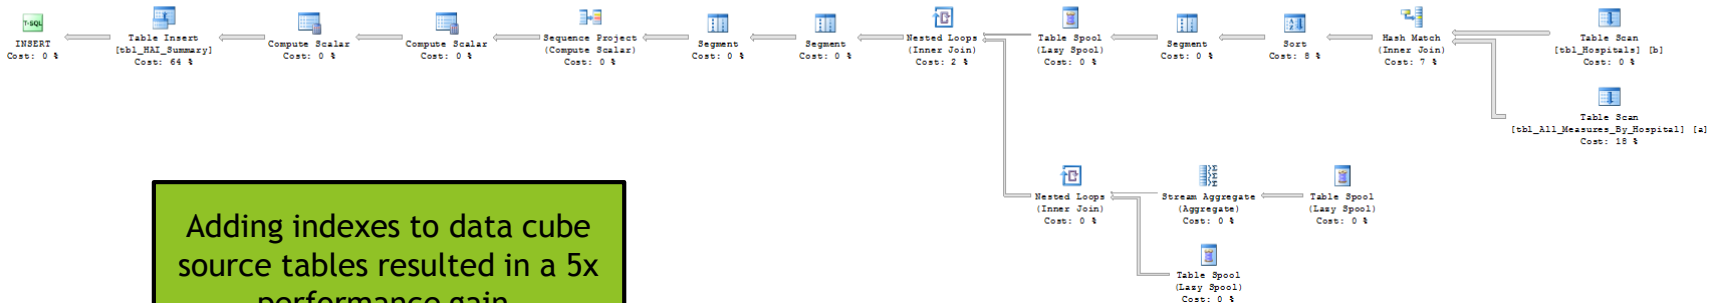 T-SQL
INSERT
Cost: 0 %
Table Insert
[tbl_HAI_Summary]
Cost: 64 %
Compute Scalar
Cost: 0 %
Compute Scalar
Cost: 0 %
Sequence Project
(Compute Scalar)
Cost: 0 %
Segment
Cost: 0 %
Segment
Cost: 0 %
Nested Loops
(Inner Join)
Cost: 2 %
Table Spool
(Lazy Spool)
Cost: 0 %
Segment
Cost: 0 %
Sort
Cost: 8 %
Hash Match
(Inner Join)
Cost: 7 %
Table Scan
[tbl_Hospitals] [b]
Cost: 0 %
Table Scan
[tbl_All_Measures_By_Hospital] [a]
Cost: 18 %
Nested Loops
(Inner Join)
Cost: 0 %
Stream Aggregate
(Aggregate)
Cost: 0 %
Table Spool
(Lazy Spool)
Cost: 0 %
Table Spool
(Lazy Spool)
Cost: 0 %
Adding indexes to data cube
source tables resulted in a 5x
performance gain